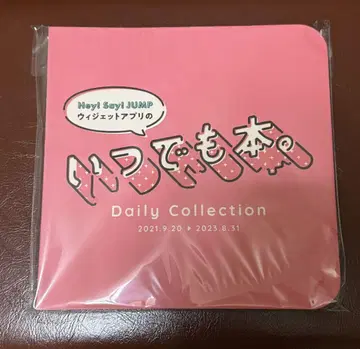 Hey! Say! JUMP
ウィジェットアプリの
いつでも本。
Daily Collection
2021.9.20 ▸ 2023.8.31